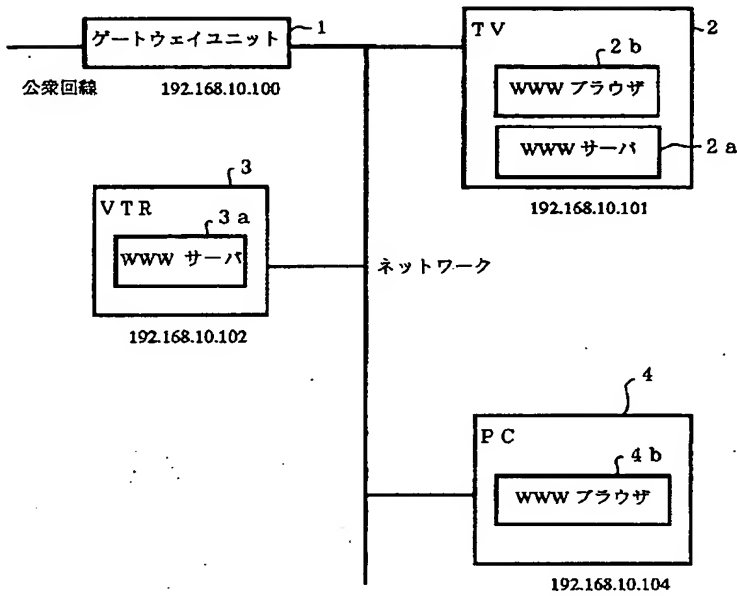 ゲートウェイユニット
1
公衆回線
192.168.10.100
TV
2
2b
WWW ブラウザ
WWW サーバ
2a
192.168.10.101
3
VTR
3a
WWW サーバ
192.168.10.102
ネットワーク
4
PC
4b
WWW ブラウザ
192.168.10.104